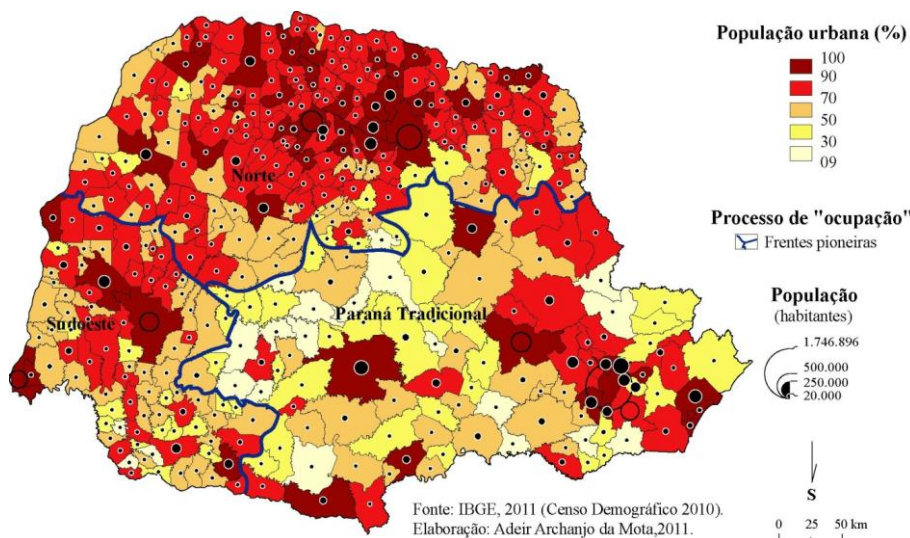 População urbana (%)
100
90
70
50
30
09
Processo de "ocupação"
Frentes pioneiras
População
(habitantes)
1.746.896
500.000
250.000
20.000
Norte
Sudoeste
Paraná Tradicional
S
0 25 50 km
Fonte: IBGE, 2011 (Censo Demográfico 2010).
Elaboração: Adeir Archanjo da Mota,2011.